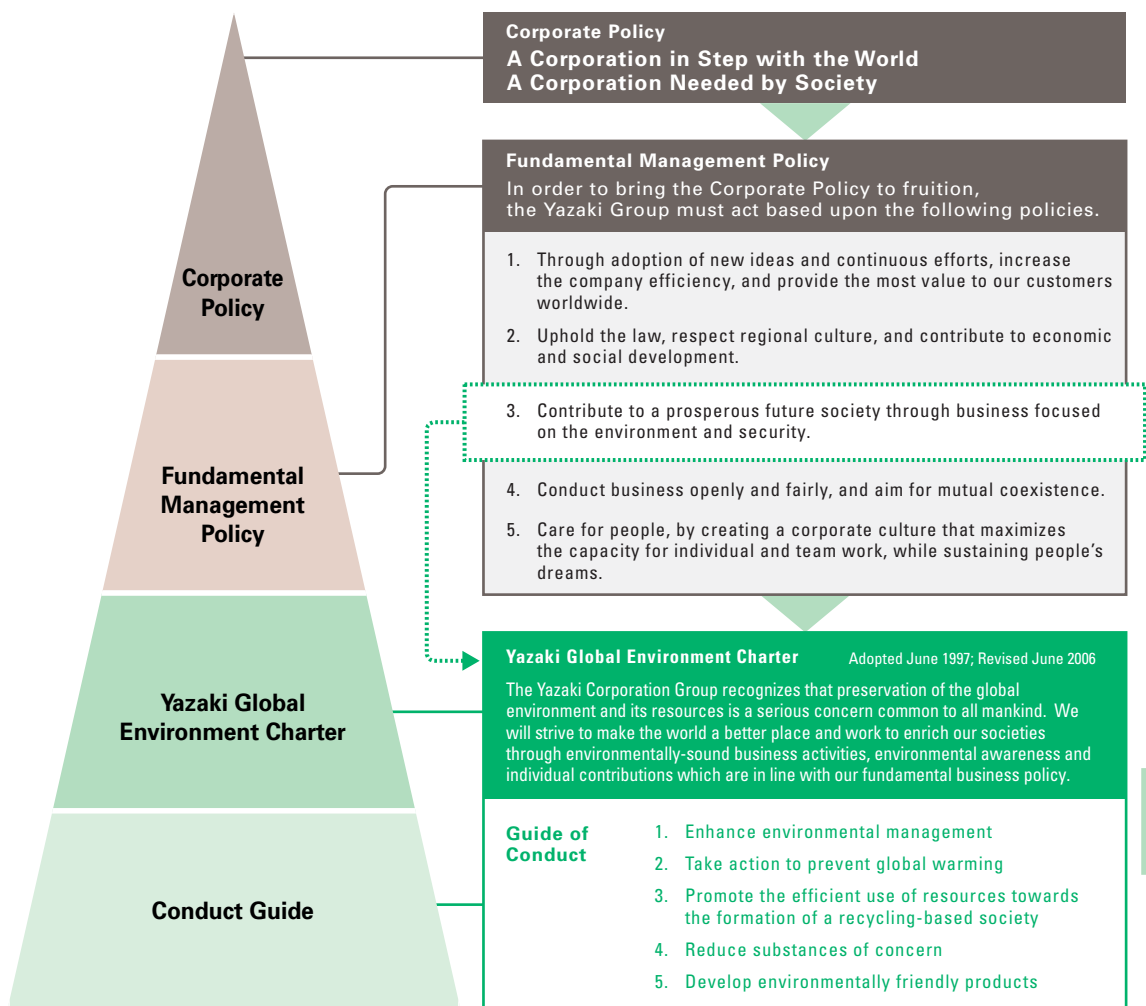 Corporate
Policy
Fundamental
Management
Policy
Yazaki Global
Environment Charter
Conduct Guide
Corporate Policy
A Corporation in Step with the World
A Corporation Needed by Society
Fundamental Management Policy
In order to bring the Corporate Policy to fruition,
the Yazaki Group must act based upon the following policies.
1. Through adoption of new ideas and continuous efforts, increase
the company efficiency, and provide the most value to our customers
worldwide.
2. Uphold the law, respect regional culture, and contribute to economic
and social development.
3. Contribute to a prosperous future society through business focused
on the environment and security.
4. Conduct business openly and fairly, and aim for mutual coexistence.
5. Care for people, by creating a corporate culture that maximizes
the capacity for individual and team work, while sustaining people's
dreams.
Yazaki Global Environment Charter Adopted June 1997; Revised June 2006
The Yazaki Corporation Group recognizes that preservation of the global
environment and its resources is a serious concern common to all mankind. We
will strive to make the world a better place and work to enrich our societies
through environmentally-sound business activities, environmental awareness and
individual contributions which are in line with our fundamental business policy.
Guide of
Conduct
1. Enhance environmental management
2. Take action to prevent global warming
3. Promote the efficient use of resources towards
the formation of a recycling-based society
4. Reduce substances of concern
5. Develop environmentally friendly products